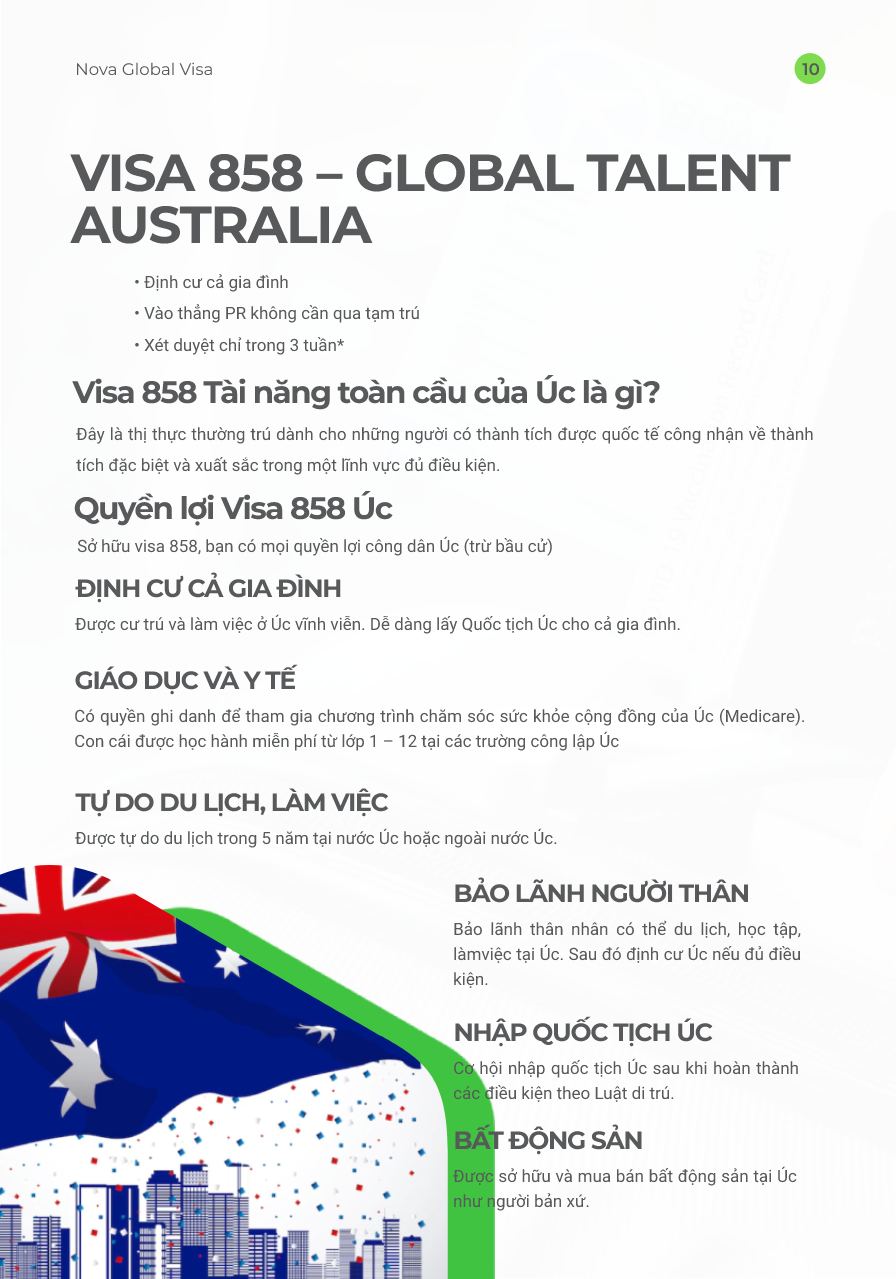 Nova Global Visa
10
VISA 858 – GLOBAL TALENT
AUSTRALIA
• Định cư cả gia đình
• Vào thẳng PR không cần qua tạm trú
• Xét duyệt chỉ trong 3 tuần*
Visa 858 Tài năng toàn cầu của Úc là gì?
Đây là thị thực thường trú dành cho những người có thành tích được quốc tế công nhận về thành
tích đặc biệt và xuất sắc trong một lĩnh vực đủ điều kiện.
Quyền lợi Visa 858 Úc
Sở hữu visa 858, bạn có mọi quyền lợi công dân Úc (trừ bầu cử)
ĐỊNH CƯ CẢ GIA ĐÌNH
Được cư trú và làm việc ở Úc vĩnh viễn. Dễ dàng lấy Quốc tịch Úc cho cả gia đình.
GIÁO DỤC VÀ Y TẾ
Có quyền ghi danh để tham gia chương trình chăm sóc sức khỏe cộng đồng của Úc (Medicare).
Con cái được học hành miễn phí từ lớp 1 – 12 tại các trường công lập Úc
TỰ DO DU LỊCH, LÀM VIỆC
Được tự do du lịch trong 5 năm tại nước Úc hoặc ngoài nước Úc.
BẢO LÃNH NGƯỜI THÂN
Bảo lãnh thân nhân có thể du lịch, học tập,
làmviệc tại Úc. Sau đó định cư Úc nếu đủ điều
kiện.
NHẬP QUỐC TỊCH ÚC
Cơ hội nhập quốc tịch Úc sau khi hoàn thành
các điều kiện theo Luật di trú.
BẤT ĐỘNG SẢN
Được sở hữu và mua bán bất động sản tại Úc
như người bản xứ.